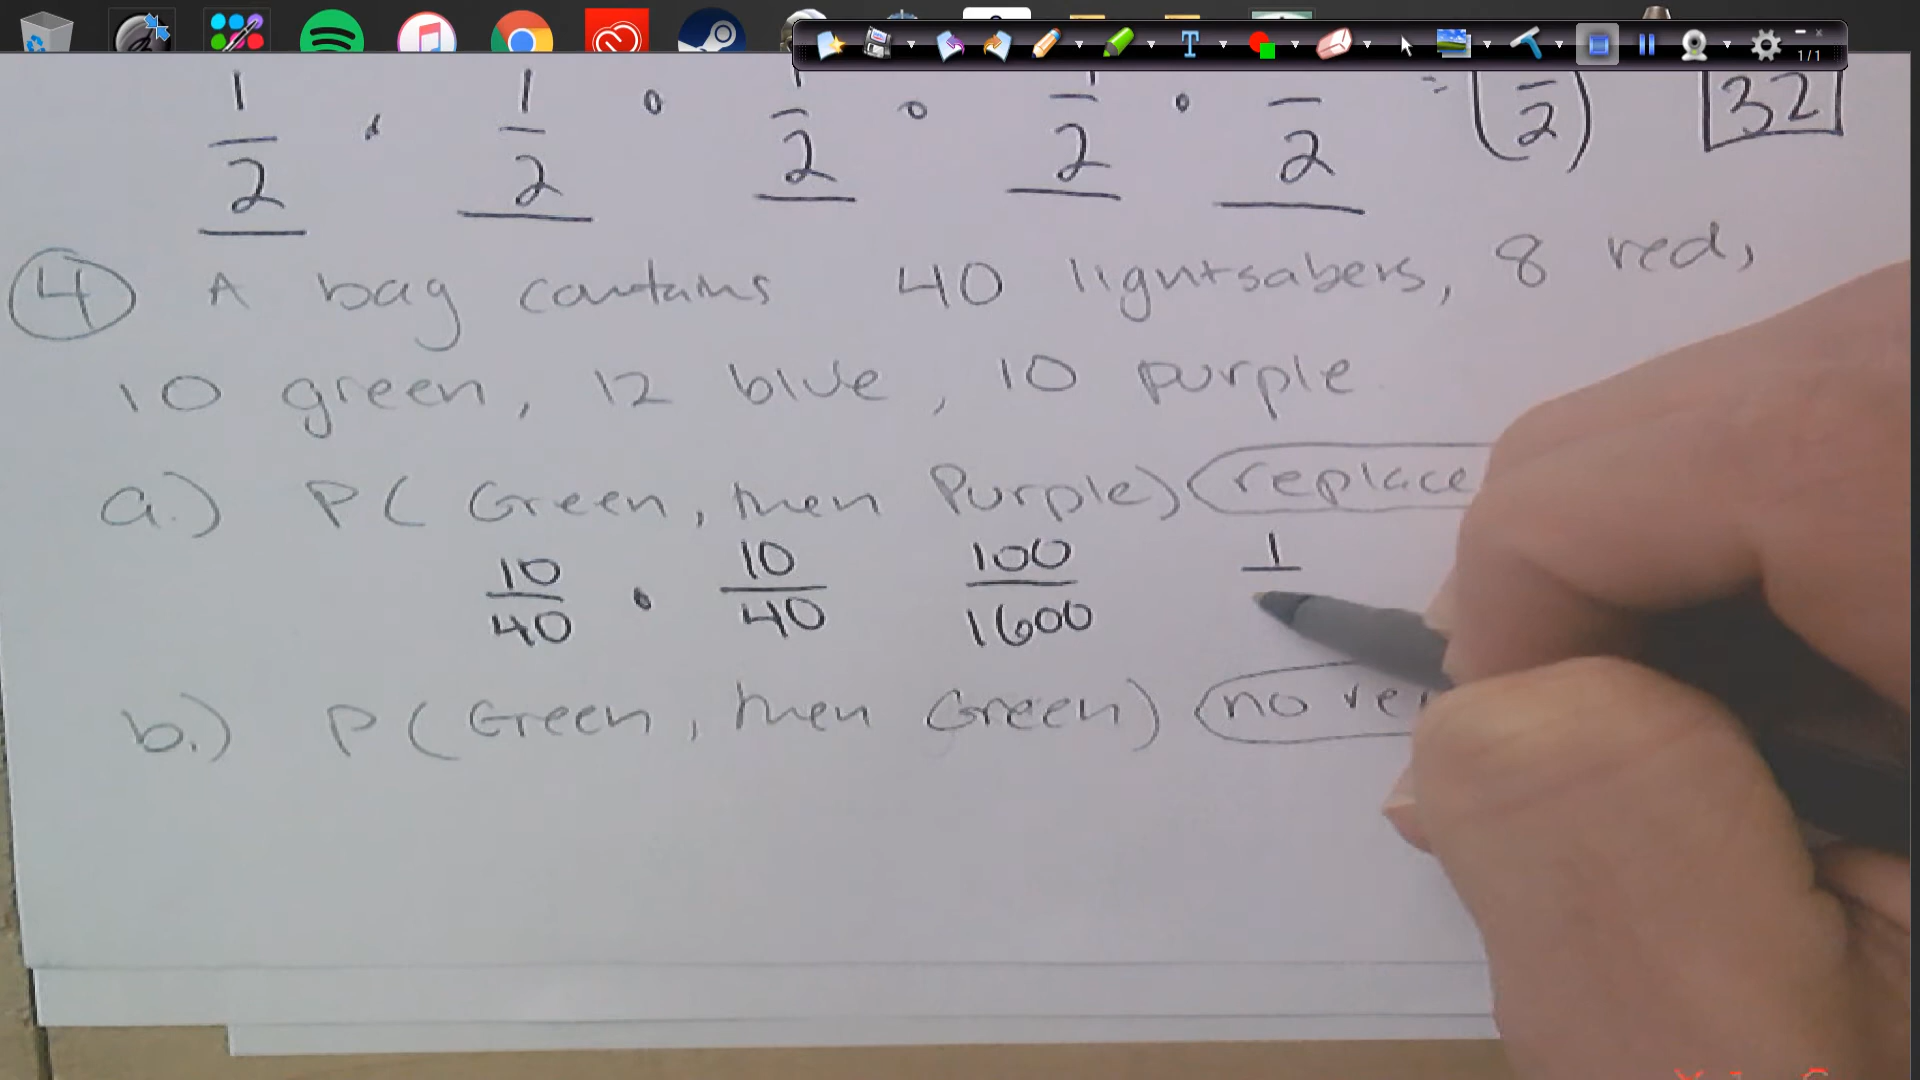 1 1 1 1
— · — · — · — · — = ( — ) 32
2 2 2 2 2 2
4 A bag contains 40 lightsabers, 8 red,
10 green, 12 blue, 10 purple
a.) P( Green, then Purple) replace
10/40 · 10/40 100/1600 1
b.) P( Green, then Green) no
1/1